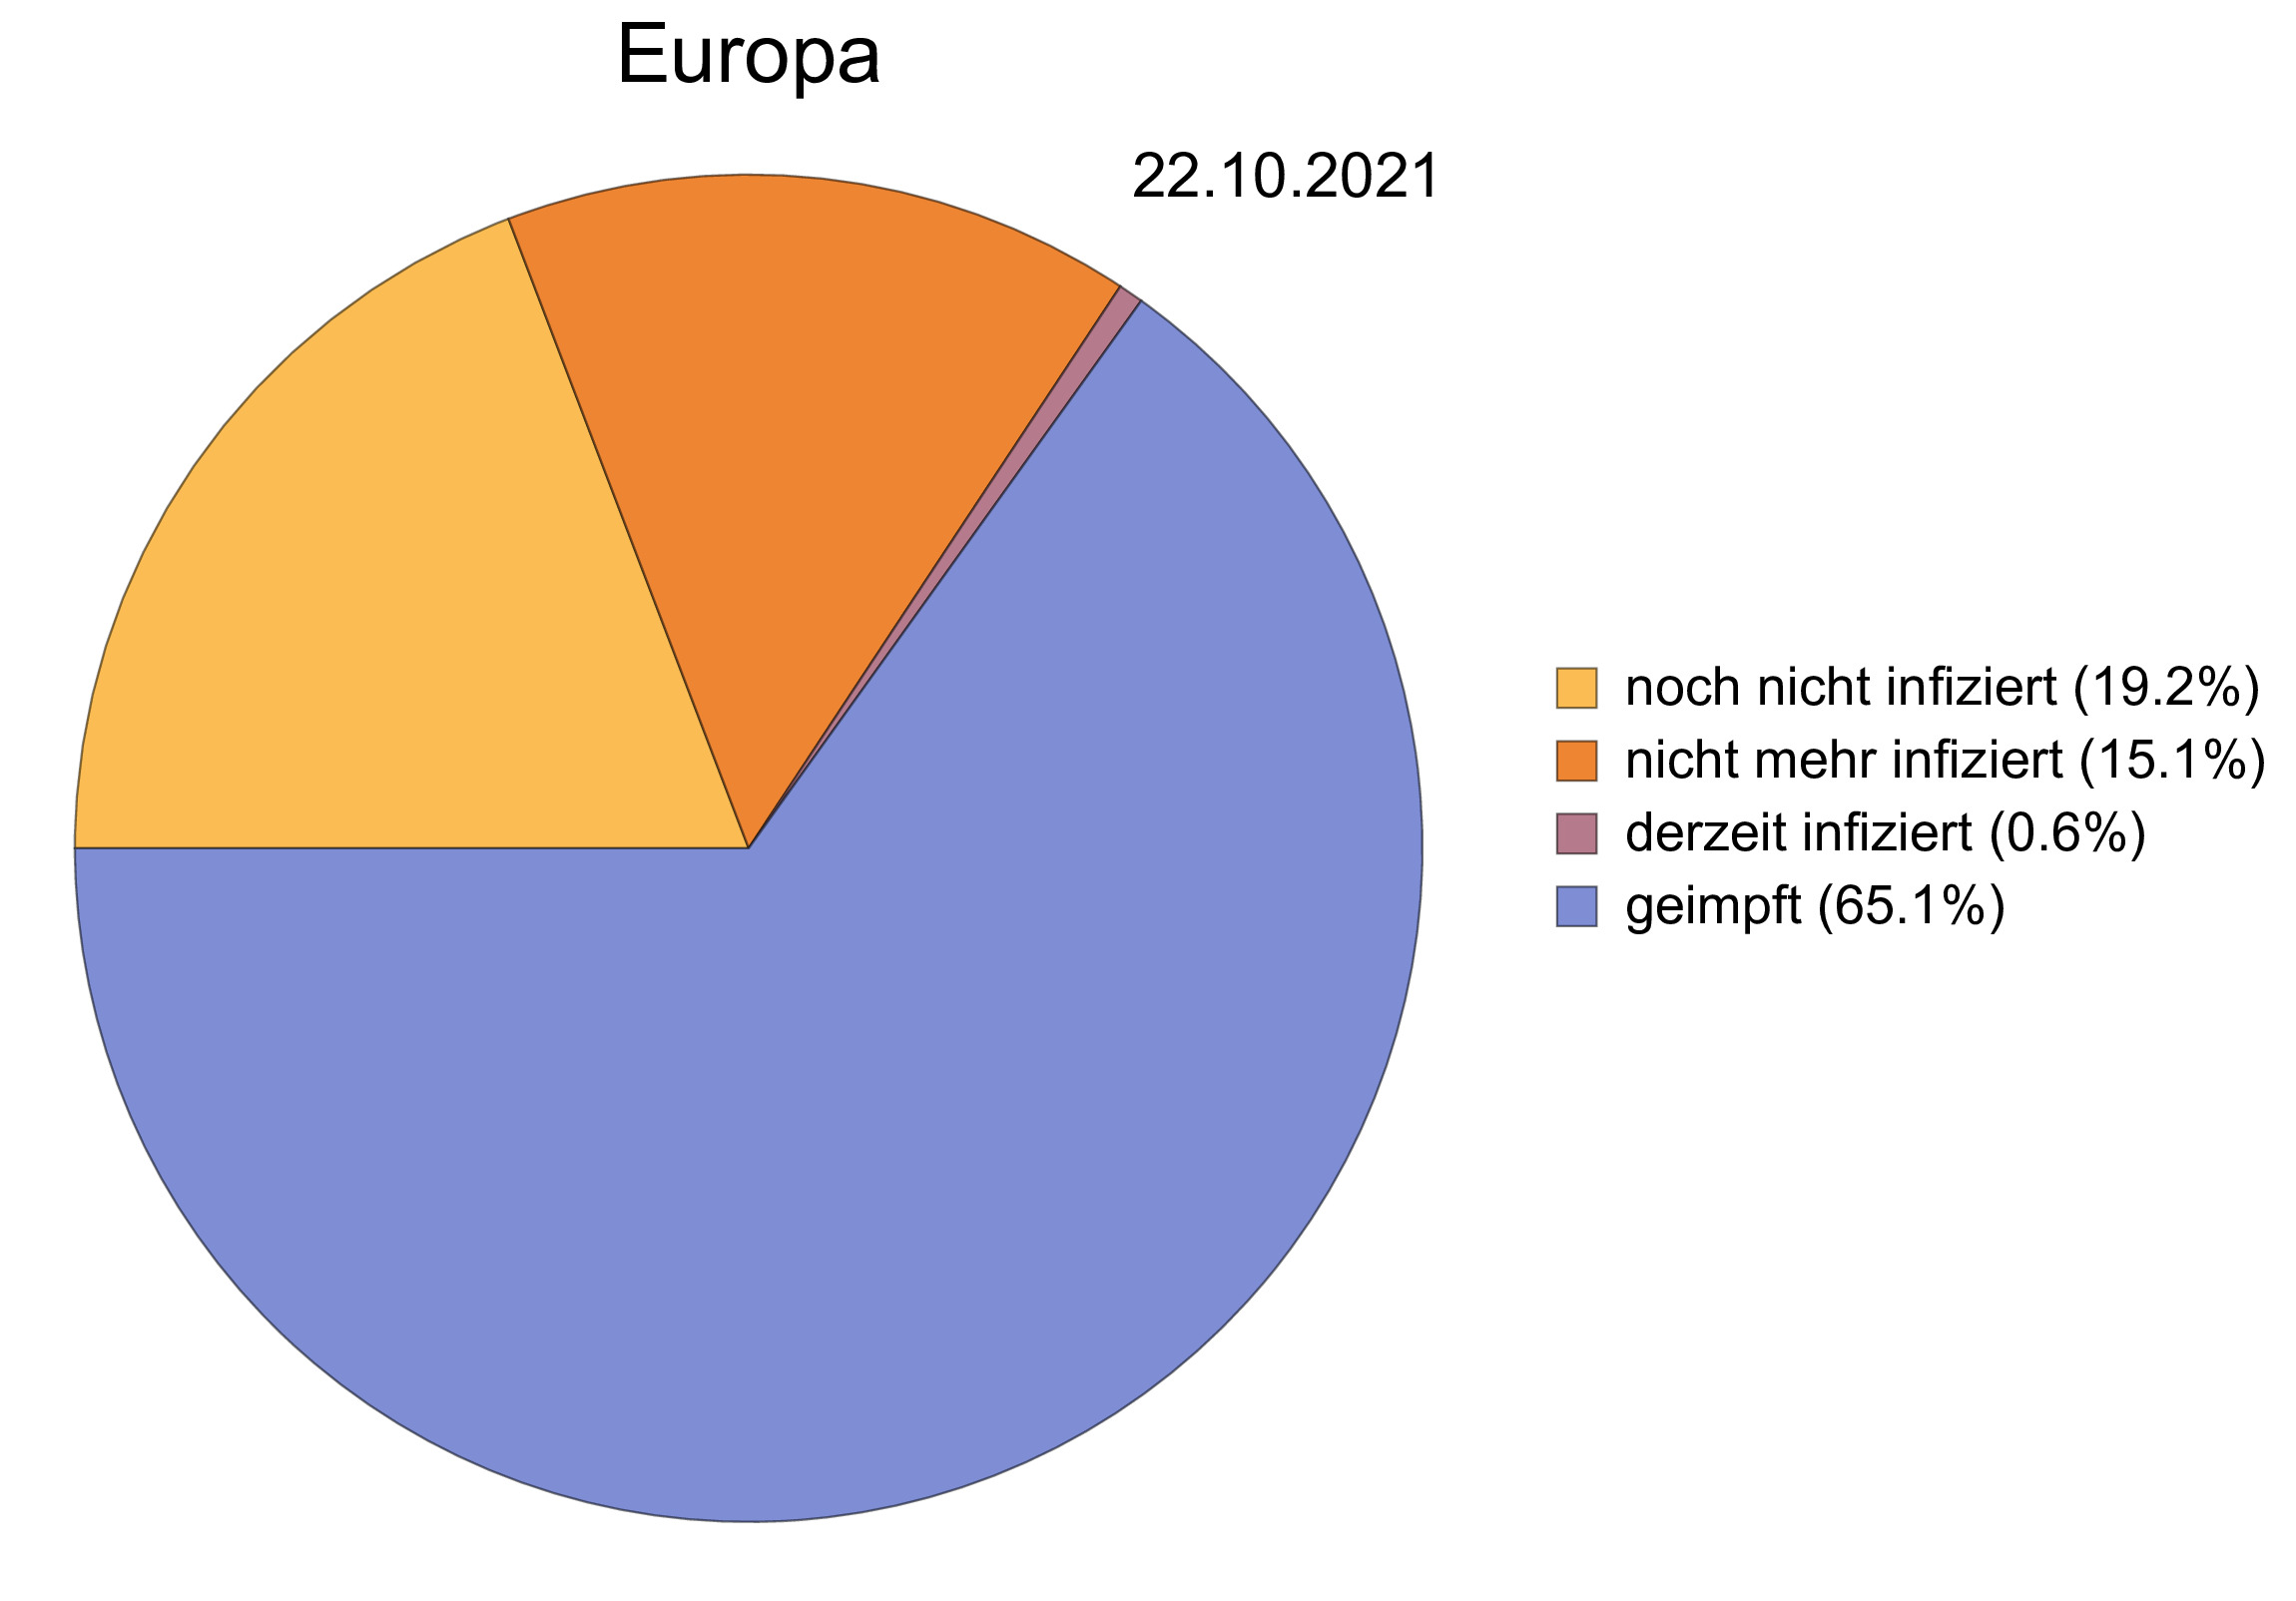 Europa
22.10.2021
noch nicht infiziert (19.2%)
nicht mehr infiziert (15.1%)
derzeit infiziert (0.6%)
geimpft (65.1%)